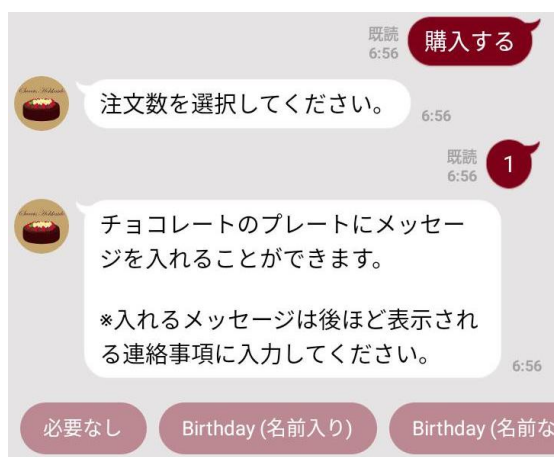 既読
6:56
購入する
注文数を選択してください。
6:56
既読
6:56
1
チョコレートのプレートにメッセー
ジを入れることができます。
※入れるメッセージは後ほど表示され
る連絡事項に入力してください。
6:56
必要なし
Birthday (名前入り)
Birthday (名前な